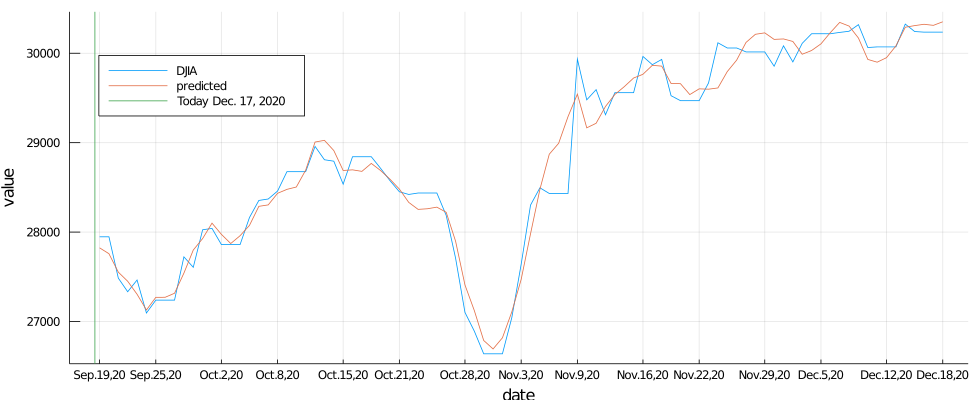 30000
29000
28000
27000
value
DJIA
predicted
Today Dec. 17, 2020
Sep.19,20 Sep.25,20 Oct.2,20 Oct.8,20 Oct.15,20 Oct.21,20 Oct.28,20 Nov.3,20 Nov.9,20 Nov.16,20 Nov.22,20 Nov.29,20 Dec.5,20 Dec.12,20 Dec.18,20
date